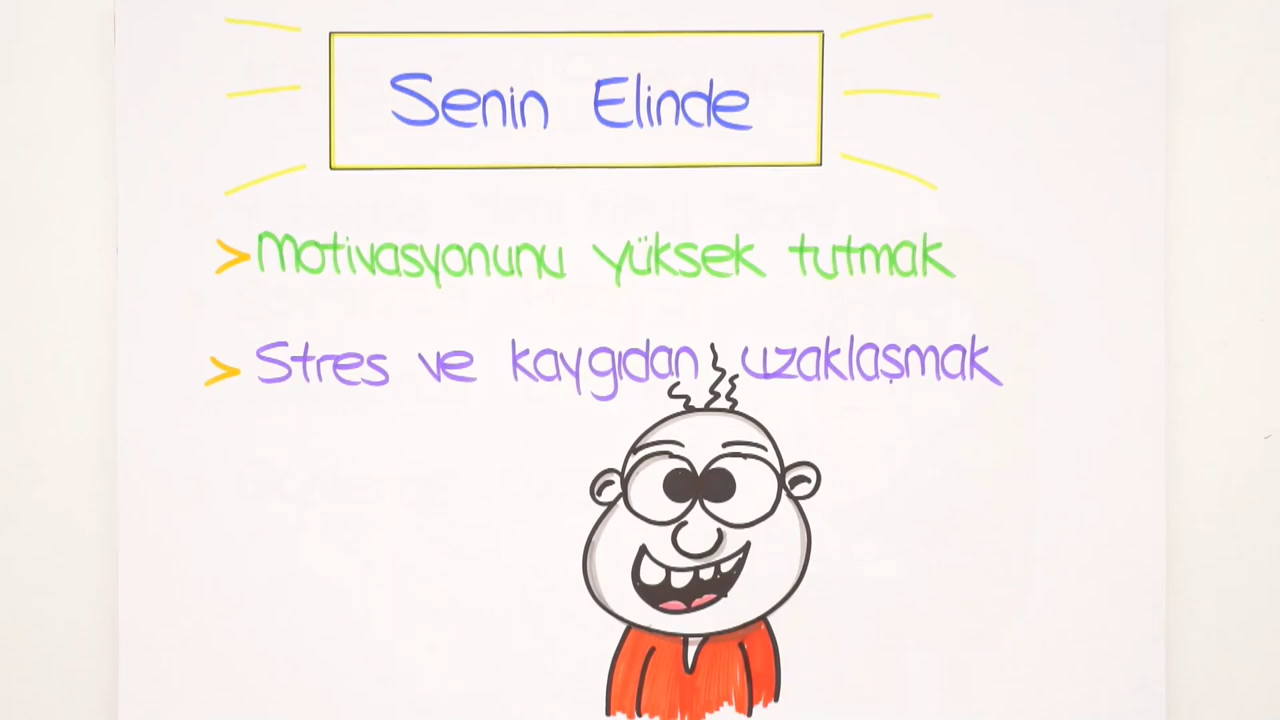 Senin Elinde
> Motivasyonunu yüksek tutmak
> Stres ve kaygıdan uzaklaşmak